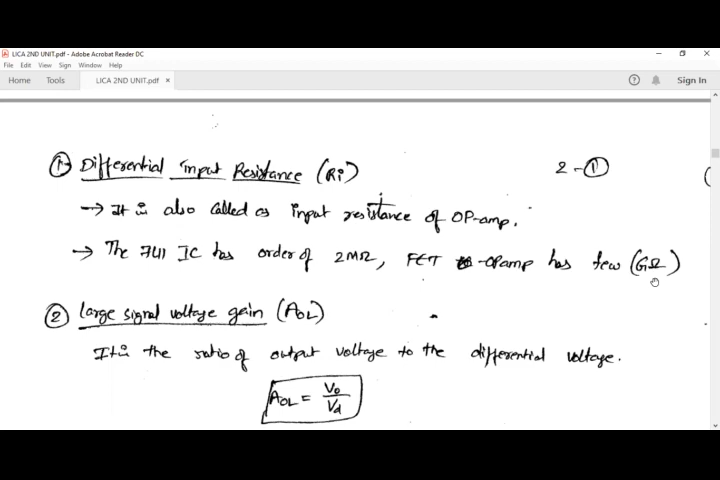 LICA 2ND UNIT.pdf - Adobe Acrobat Reader DC
File Edit View Sign Window Help
Home Tools LICA 2ND UNIT.pdf × Sign In
2-①
① Differential input Resistance (Ri)
→ It is also called as input resistance of OP-amp.
→ The 741 IC has order of 2MΩ, FET opamp has few (GΩ)
② large signal voltage gain (AOL)
It is the ratio of output voltage to the differential voltage.
AOL = Vo/Vd